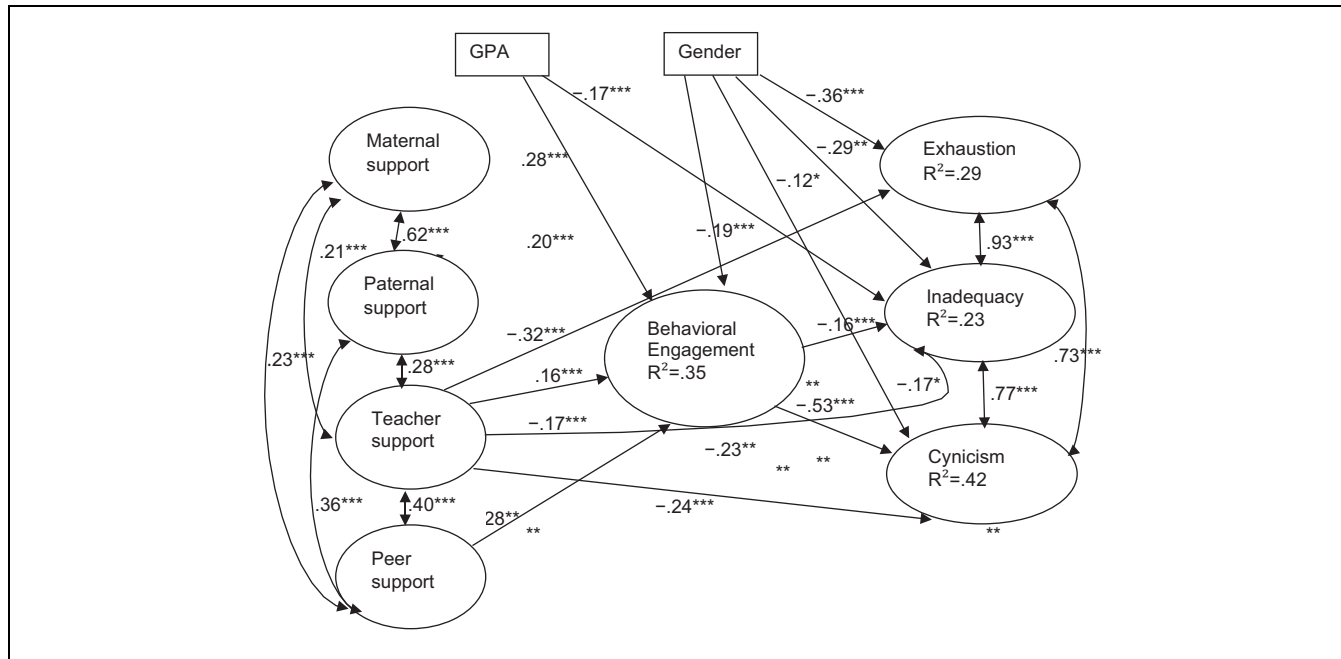 GPA
Gender
−.17***
−.36***
Maternal
support
.28***
−.29**
Exhaustion
R²=.29
−.12*
.62***
.21***
.20***
−.19***
.93***
Paternal
support
Inadequacy
R²=.23
Behavioral
Engagement
R²=.35
−.16***
−.32***
.23***
.28***
.73***
.16***
**
−.17*
.77***
Teacher
support
−.17***
−.53***
−.23**
**
**
Cynicism
R²=.42
.36***
.40***
.28**
**
−.24***
**
Peer
support